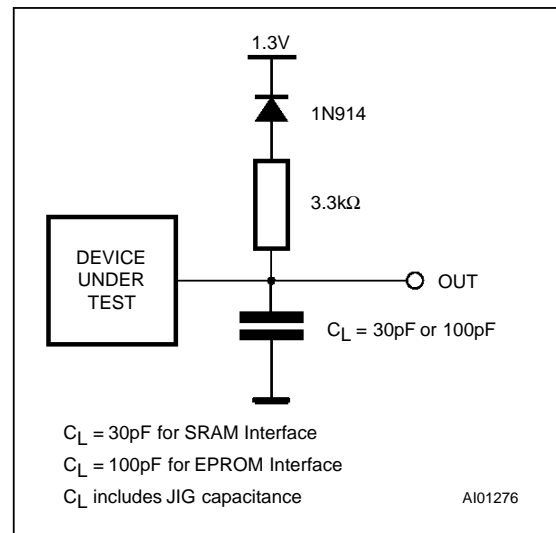 1.3V
1N914
3.3kΩ
DEVICE
UNDER
TEST
OUT
CL = 30pF or 100pF
CL = 30pF for SRAM Interface
CL = 100pF for EPROM Interface
CL includes JIG capacitance
AI01276